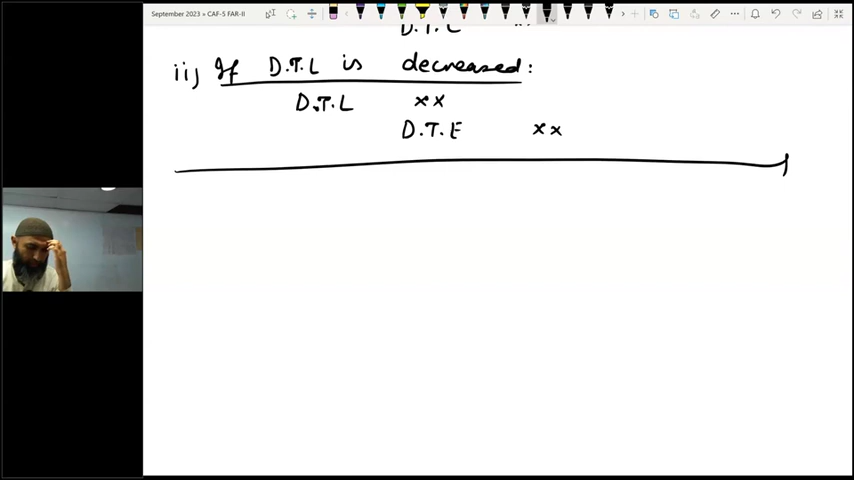 September 2023 » CAF-5 FAR-II
D.T.L
ii) If D.T.L is decreased:
D.T.L xx
D.T.E xx